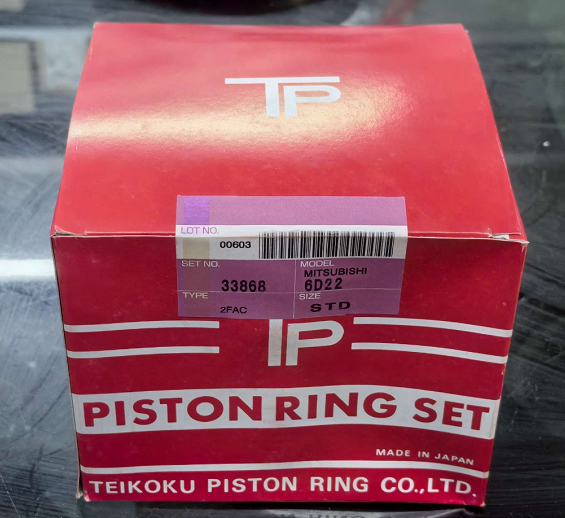 TP
LOT NO.
00603
SET NO.
33868
MODEL
MITSUBISHI
6D22
TYPE
2FAC
SIZE
STD
TP
PISTON RING SET
MADE IN JAPAN
TEIKOKU PISTON RING CO.,LTD.